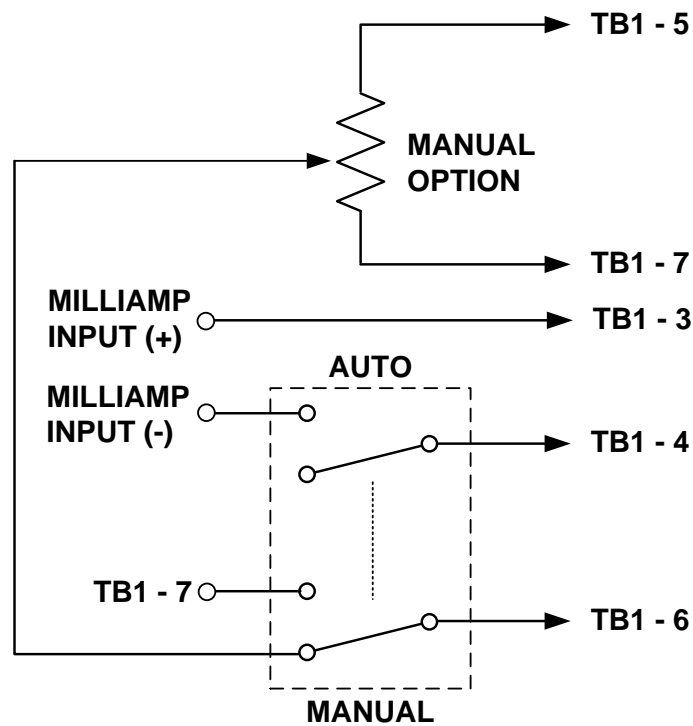 TB1 - 5
MANUAL
OPTION
TB1 - 7
MILLIAMP
INPUT (+)
TB1 - 3
AUTO
MILLIAMP
INPUT (-)
TB1 - 4
TB1 - 7
TB1 - 6
MANUAL